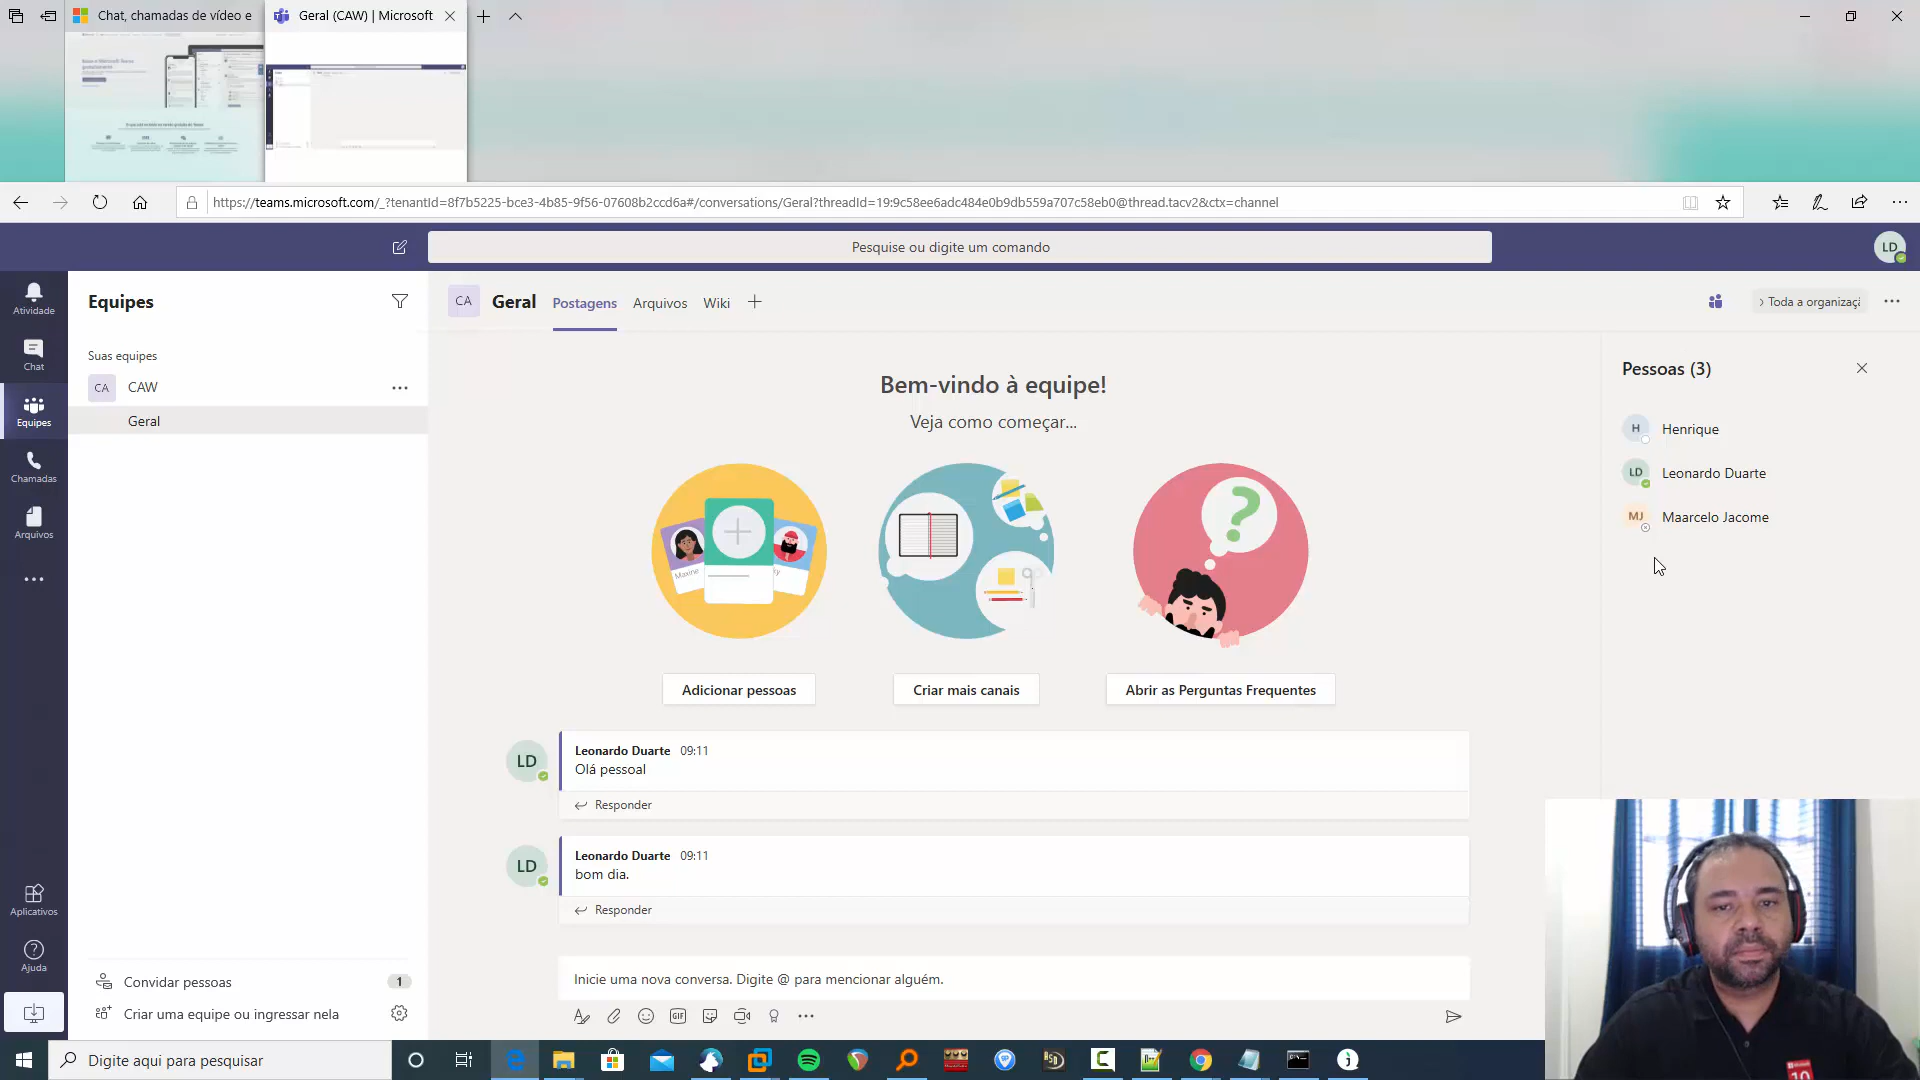 Chat, chamadas de vídeo e
Geral (CAW) | Microsoft
https://teams.microsoft.com/_?tenantId=8f7b5225-bce3-4b85-9f56-07608b2ccd6a#/conversations/Geral?threadId=19:9c58ee6adc484e0b9db559a707c58eb0@thread.tacv2&ctx=channel
Pesquise ou digite um comando
LD
Atividade
Chat
Equipes
Chamadas
Arquivos
Aplicativos
Ajuda
Equipes
Suas equipes
CA CAW
Geral
Convidar pessoas 1
Criar uma equipe ou ingressar nela
CA Geral Postagens Arquivos Wiki
Toda a organizaçã
Bem-vindo à equipe!
Veja como começar...
Maxine
Adicionar pessoas
Criar mais canais
Abrir as Perguntas Frequentes
LD Leonardo Duarte 09:11
Olá pessoal
Responder
LD Leonardo Duarte 09:11
bom dia.
Responder
Inicie uma nova conversa. Digite @ para mencionar alguém.
GIF
Pessoas (3)
H Henrique
LD Leonardo Duarte
MJ Maarcelo Jacome
10
Digite aqui para pesquisar